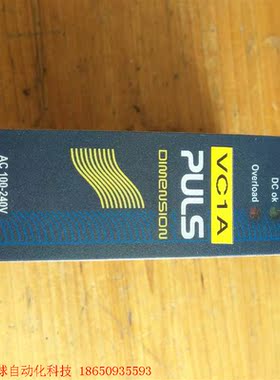 DC ok
Overload
VC1A
PULS
DIMENSION
AC 100-240V
球自动化科技 18650935593